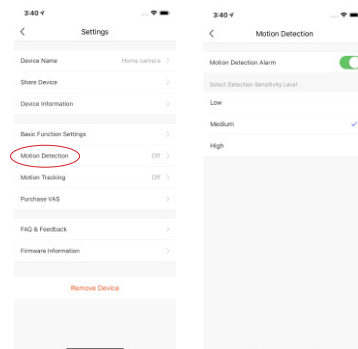 3:40
Settings
Device Name Home camera
Share Device
Device Information
Basic Function Settings
Motion Detection Off
Motion Tracking Off
Purchase VAS
FAQ & Feedback
Firmware Information
Remove Device
3:40
Motion Detection
Motion Detection Alarm
Select Detection Sensitivity Level
Low
Medium
High